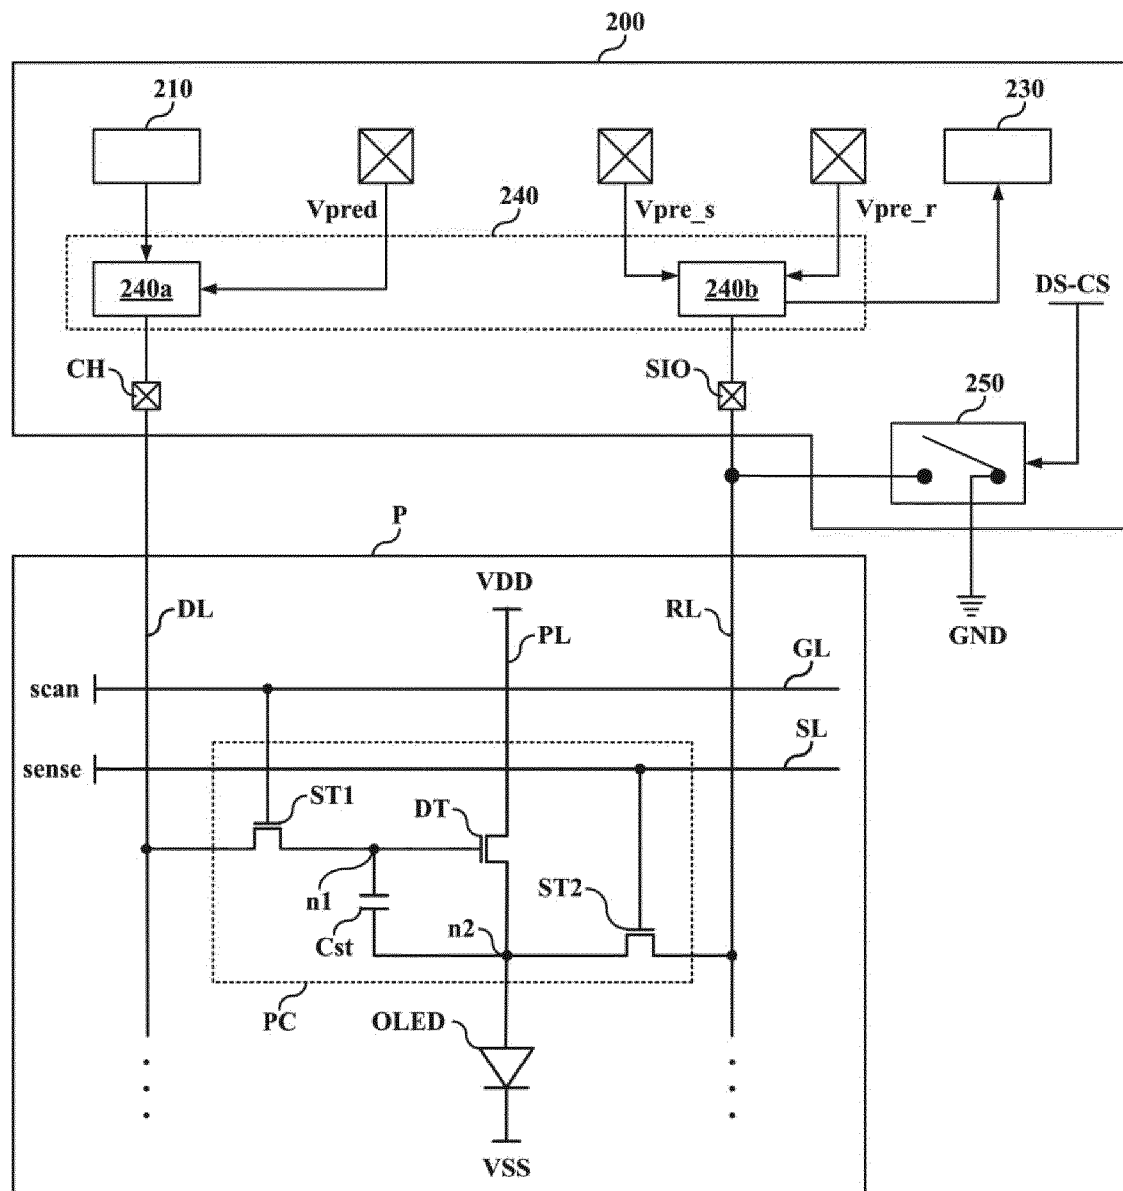 200
210
230
Vpred
240
Vpre_s
Vpre_r
240a
240b
DS-CS
CH
SIO
250
P
VDD
DL
RL
GND
PL
scan
GL
sense
SL
ST1
DT
ST2
n1
n2
Cst
PC
OLED
VSS